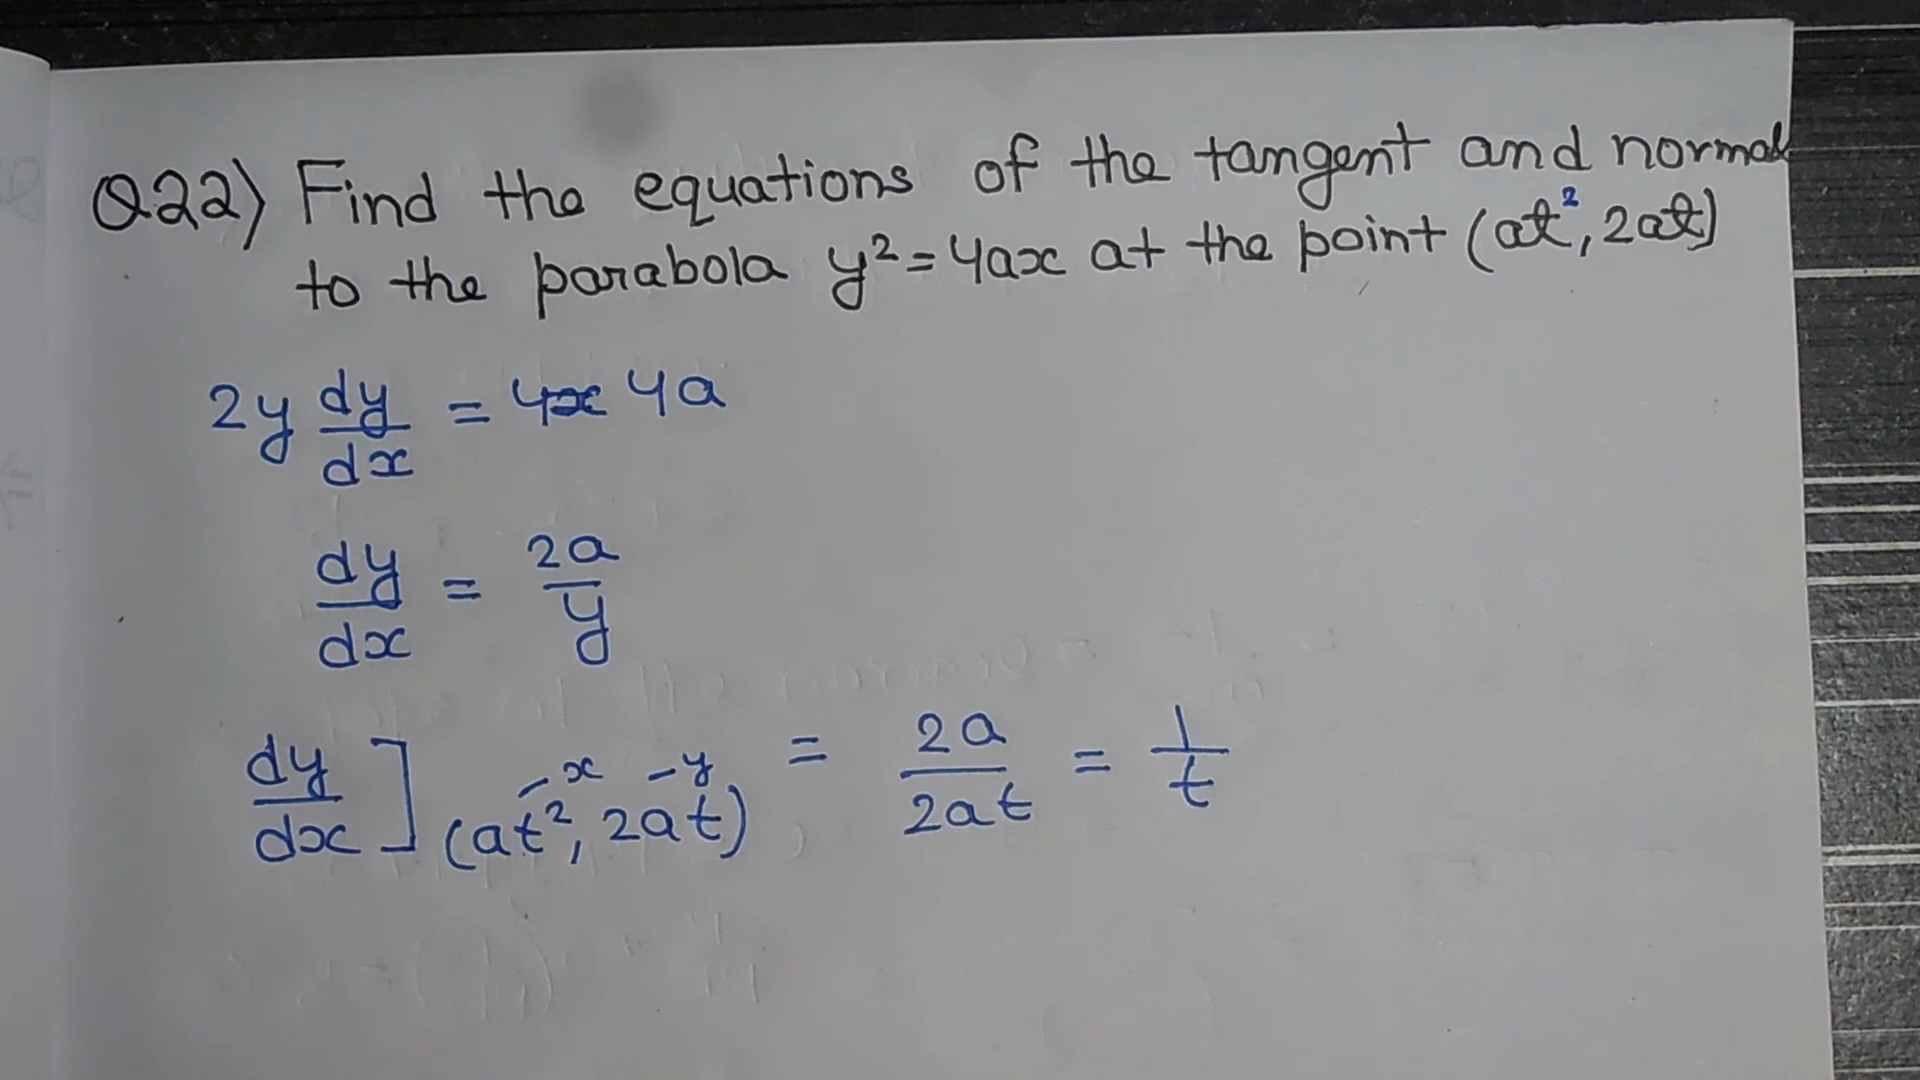 Q22) Find the equations of the tangent and normal
to the parabola y² = 4ax at the point (at², 2at)
2y dy/dx = 4x 4a
dy/dx = 2a/y
dy/dx](at², 2at) -x -y = 2a/2at = 1/t